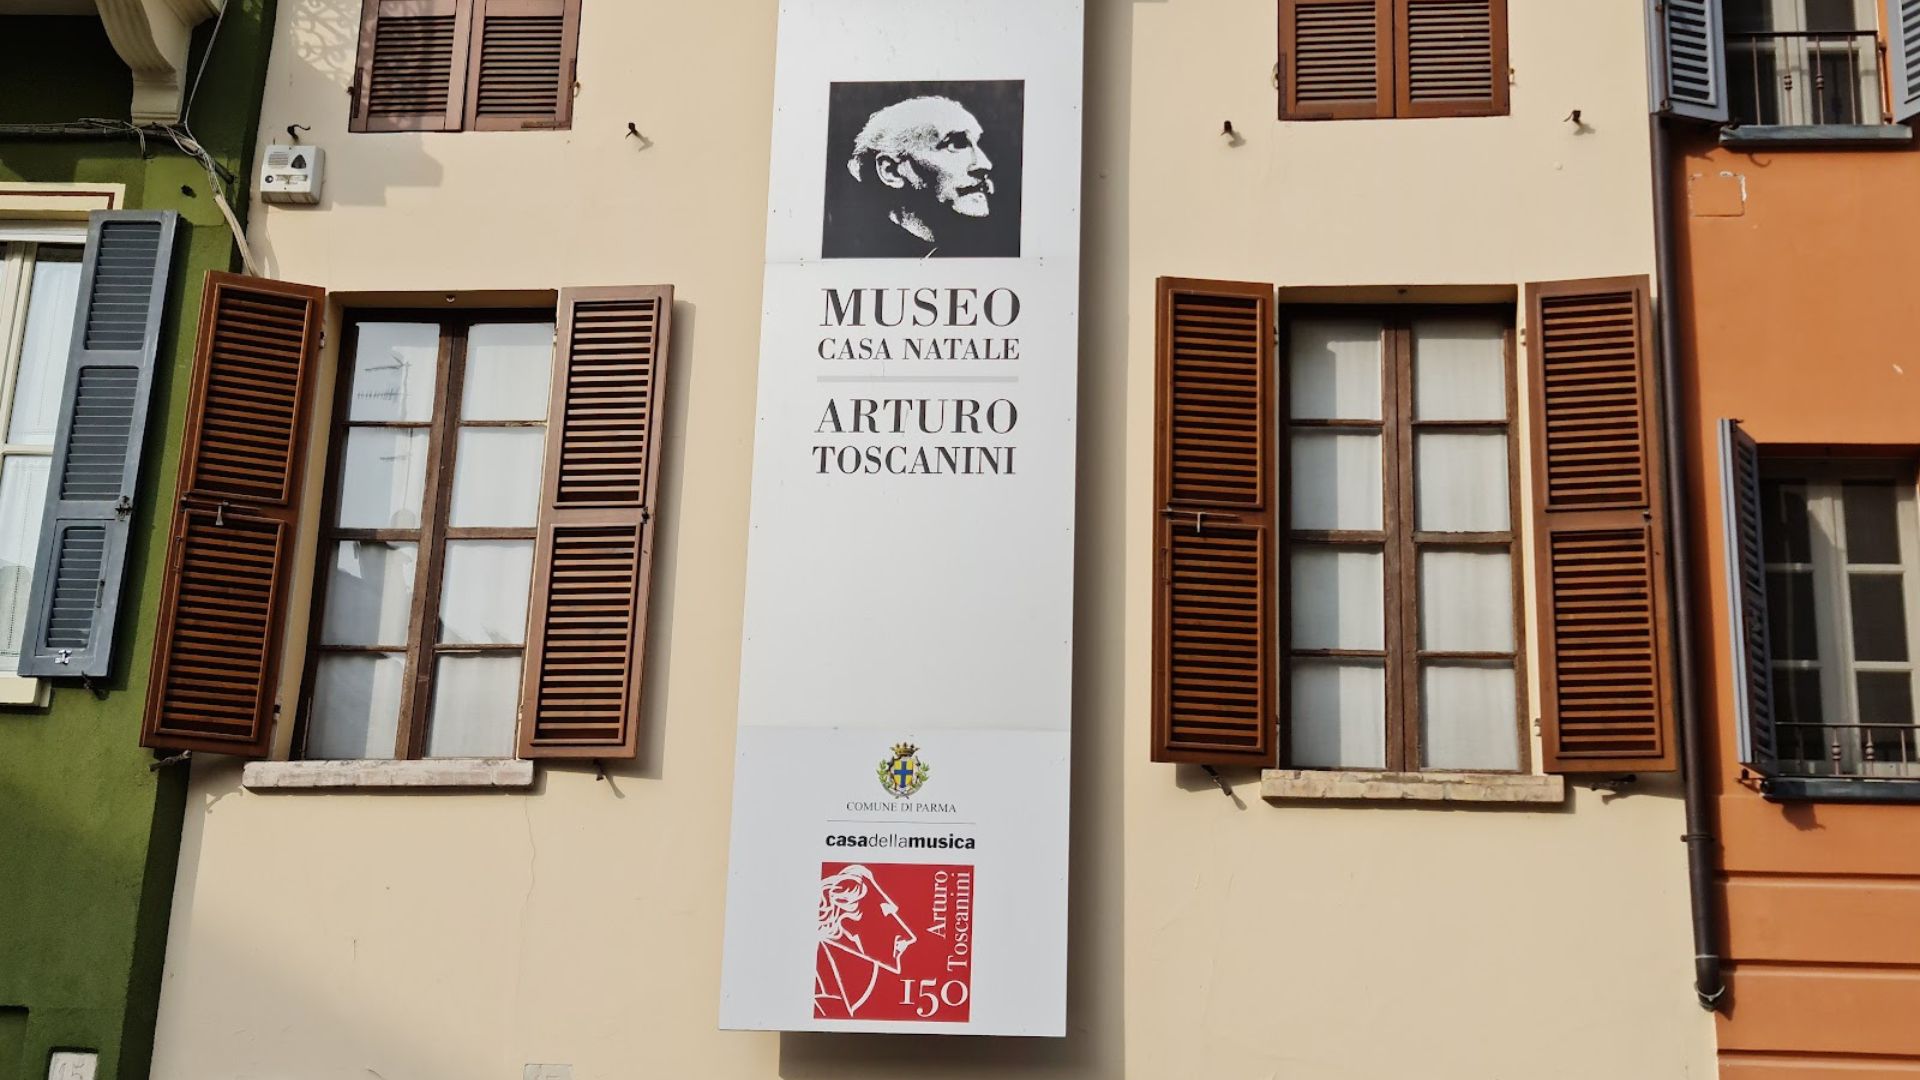 MUSEO
CASA NATALE
ARTURO
TOSCANINI
COMUNE DI PARMA
casadellamusica
Arturo
Toscanini
150